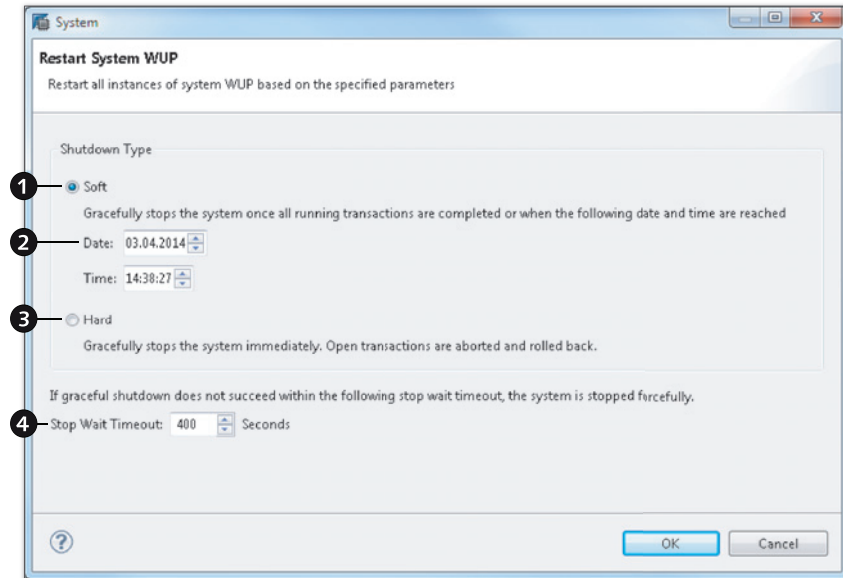 System
Restart System WUP
Restart all instances of system WUP based on the specified parameters
Shutdown Type
1 Soft
Gracefully stops the system once all running transactions are completed or when the following date and time are reached
2 Date: 03.04.2014
Time: 14:38:27
3 Hard
Gracefully stops the system immediately. Open transactions are aborted and rolled back.
If graceful shutdown does not succeed within the following stop wait timeout, the system is stopped forcefully.
4 Stop Wait Timeout: 400 Seconds
? OK Cancel